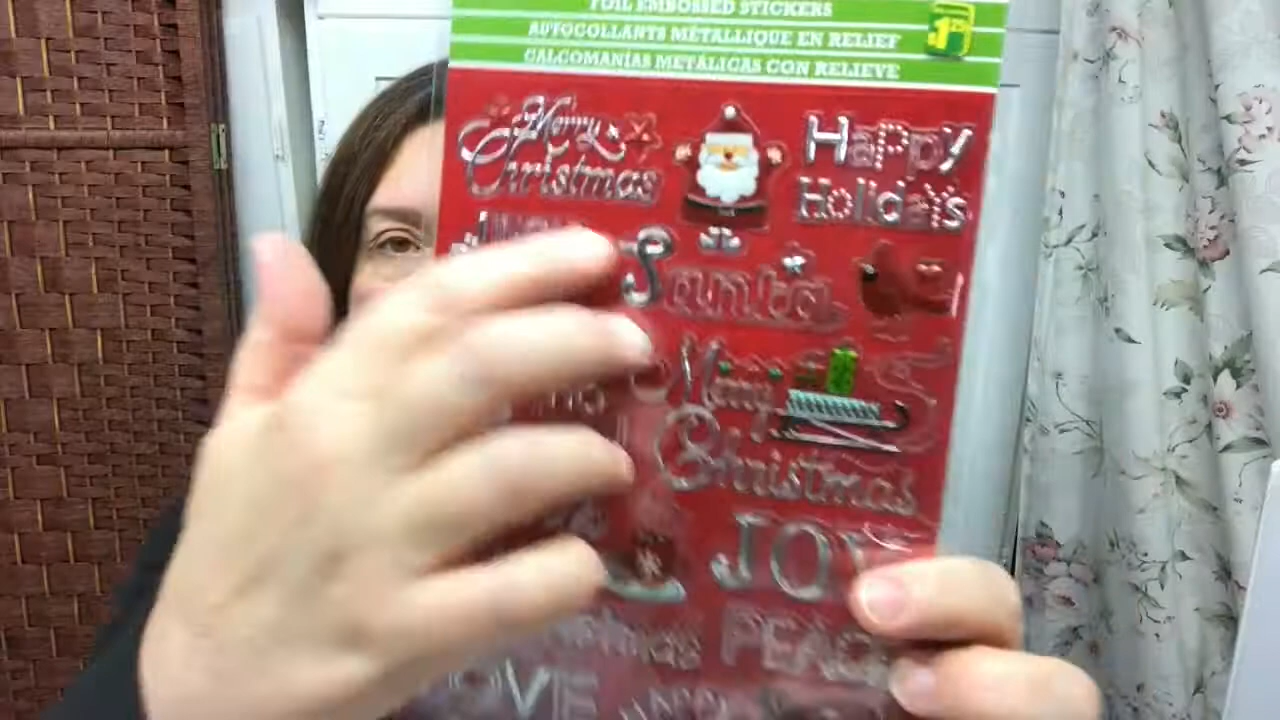 FOIL EMBOSSED STICKERS
AUTOCOLLANTS MÉTALLIQUE EN RELIEF
CALCOMANÍAS METÁLICAS CON RELIEVE
Merry
Christmas
Happy
Holidays
Santa
Merry
Christmas
JOY
PEACE
LOVE